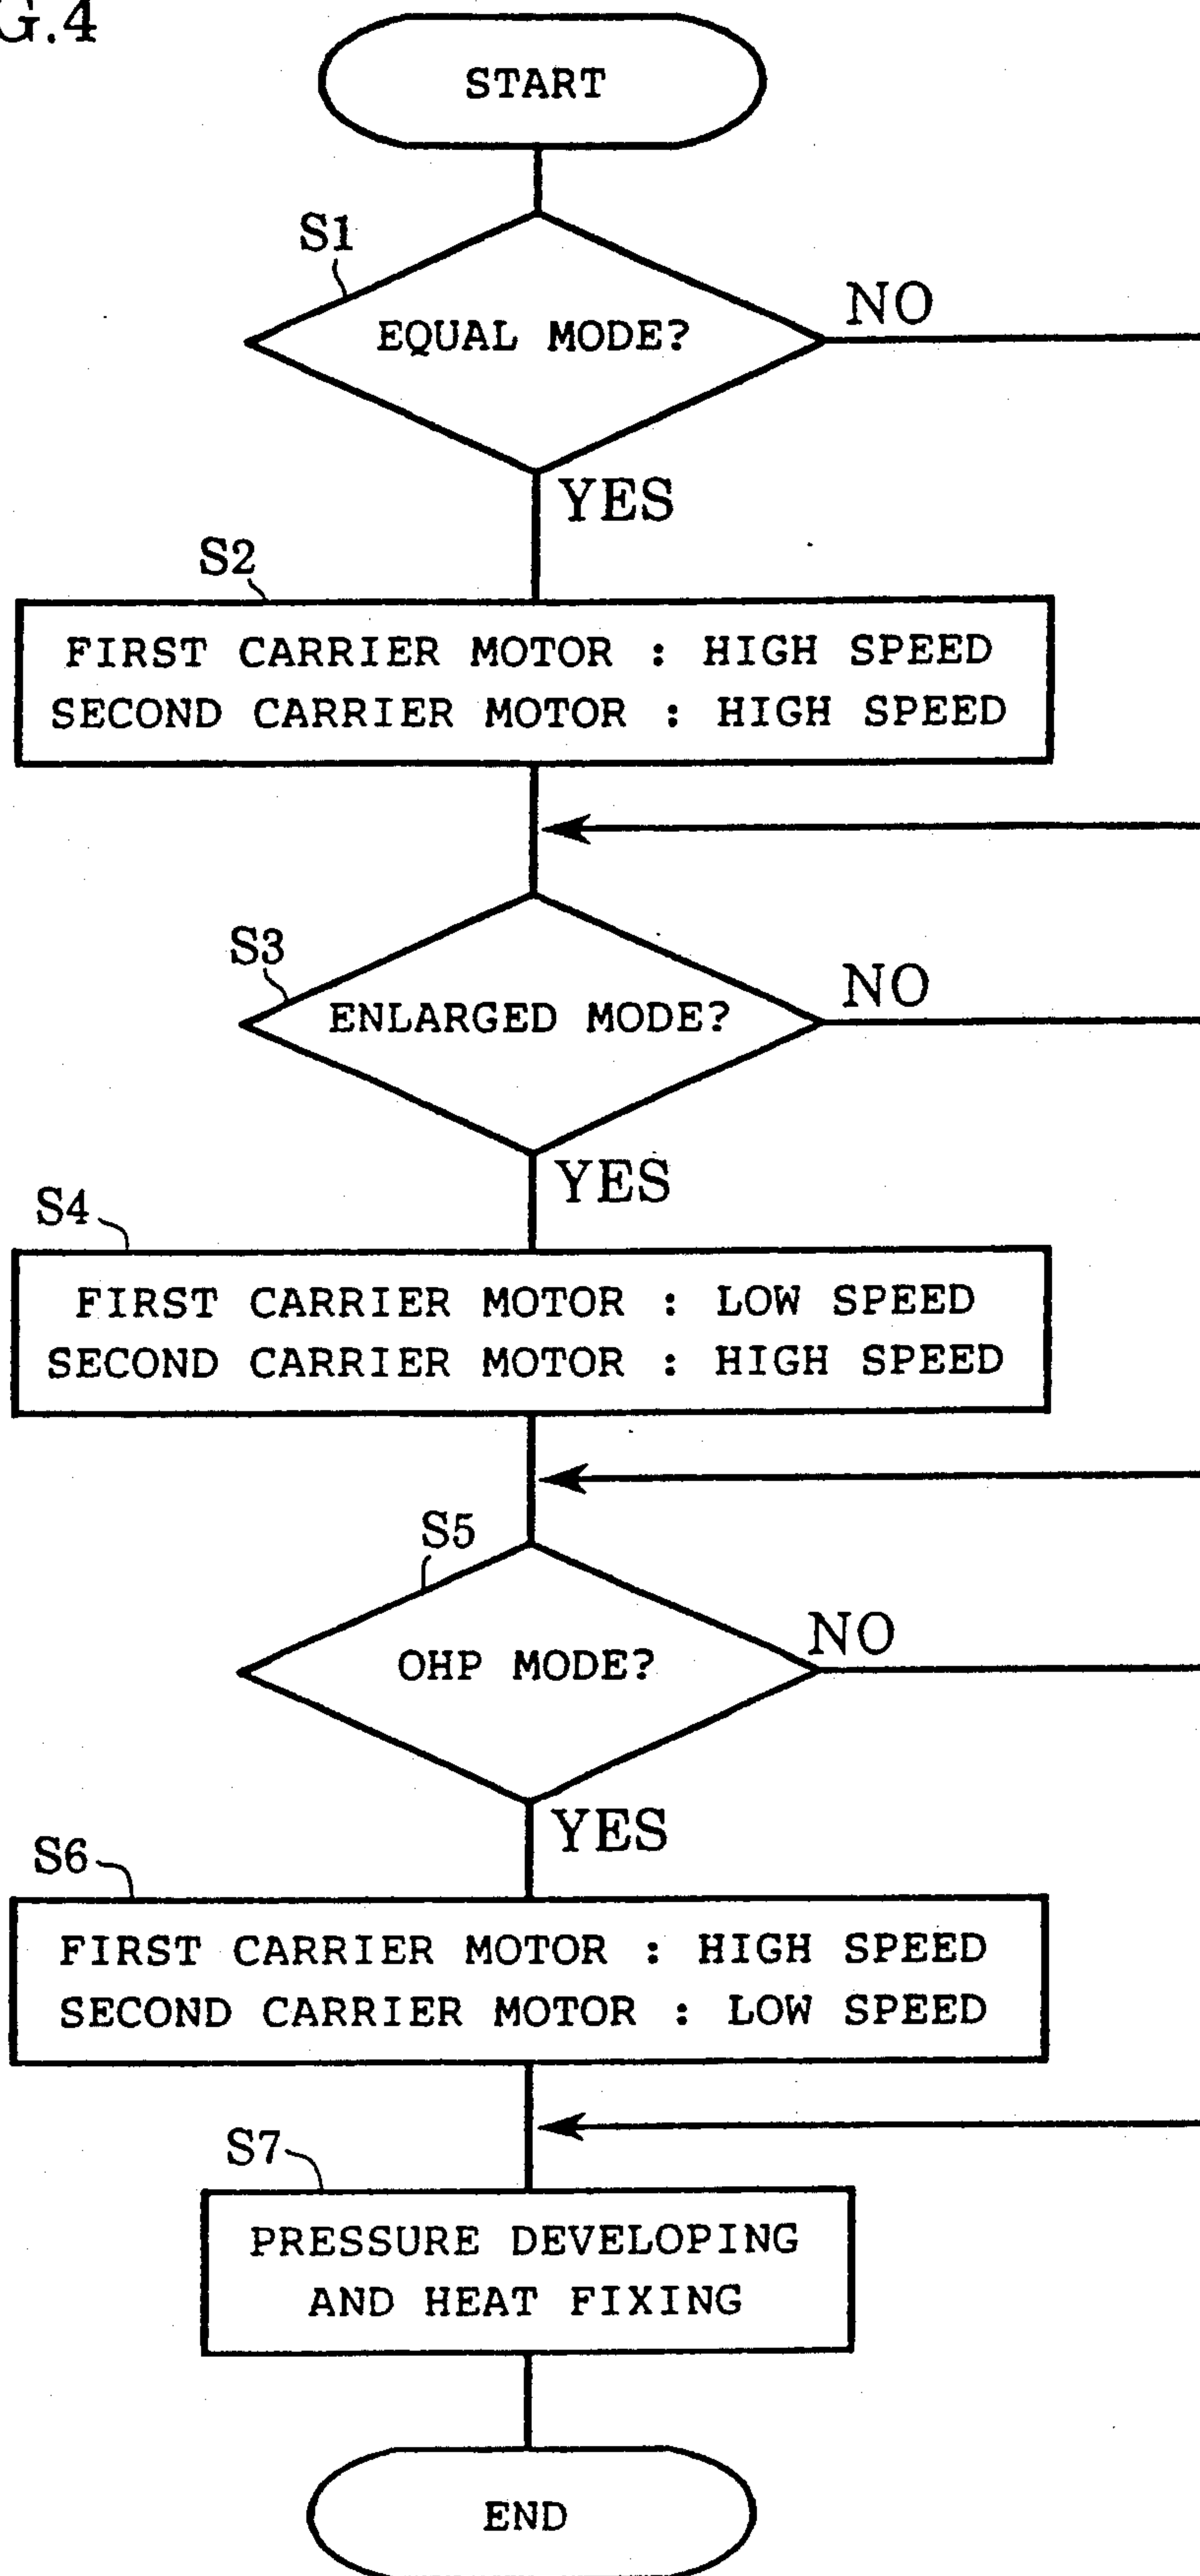 G.4
START
S1
EQUAL MODE?
NO
YES
S2
FIRST CARRIER MOTOR : HIGH SPEED
SECOND CARRIER MOTOR : HIGH SPEED
S3
ENLARGED MODE?
NO
YES
S4
FIRST CARRIER MOTOR : LOW SPEED
SECOND CARRIER MOTOR : HIGH SPEED
S5
OHP MODE?
NO
YES
S6
FIRST CARRIER MOTOR : HIGH SPEED
SECOND CARRIER MOTOR : LOW SPEED
S7
PRESSURE DEVELOPING
AND HEAT FIXING
END